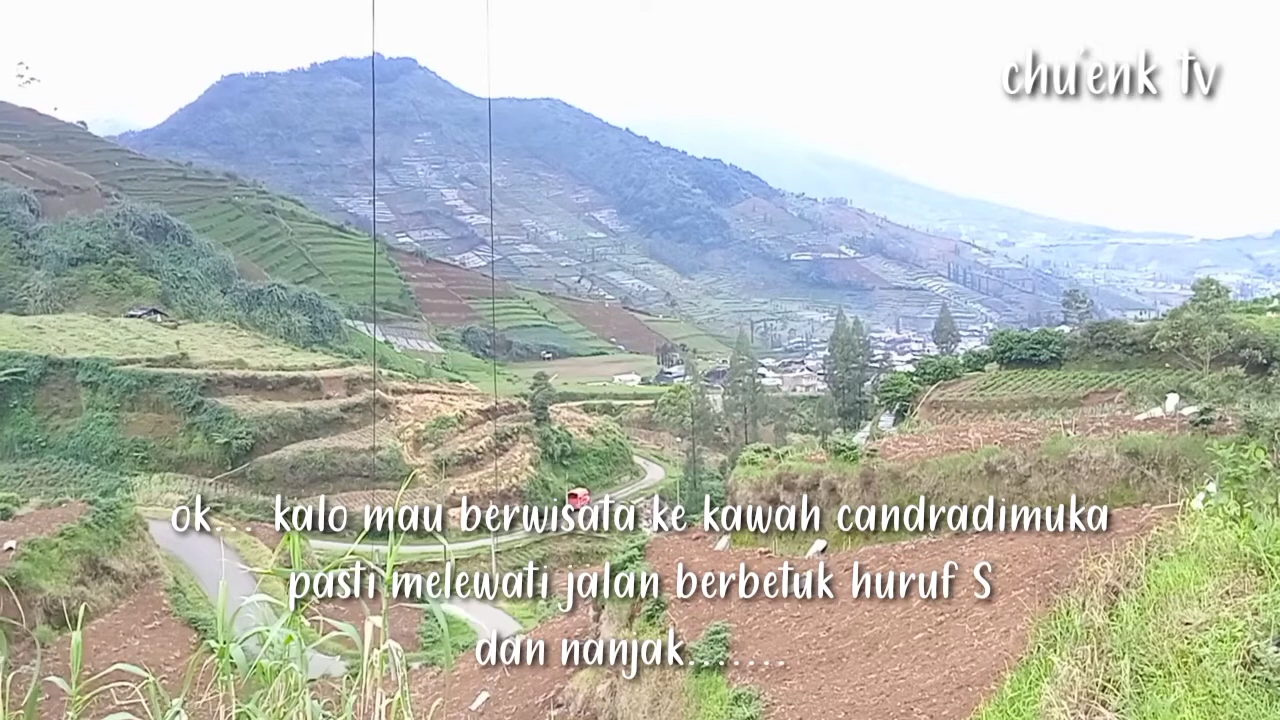 chu'enk tv
ok... kalo mau berwisata ke kawah candradimuka
pasti melewati jalan berbetuk huruf S
dan nanjak.......